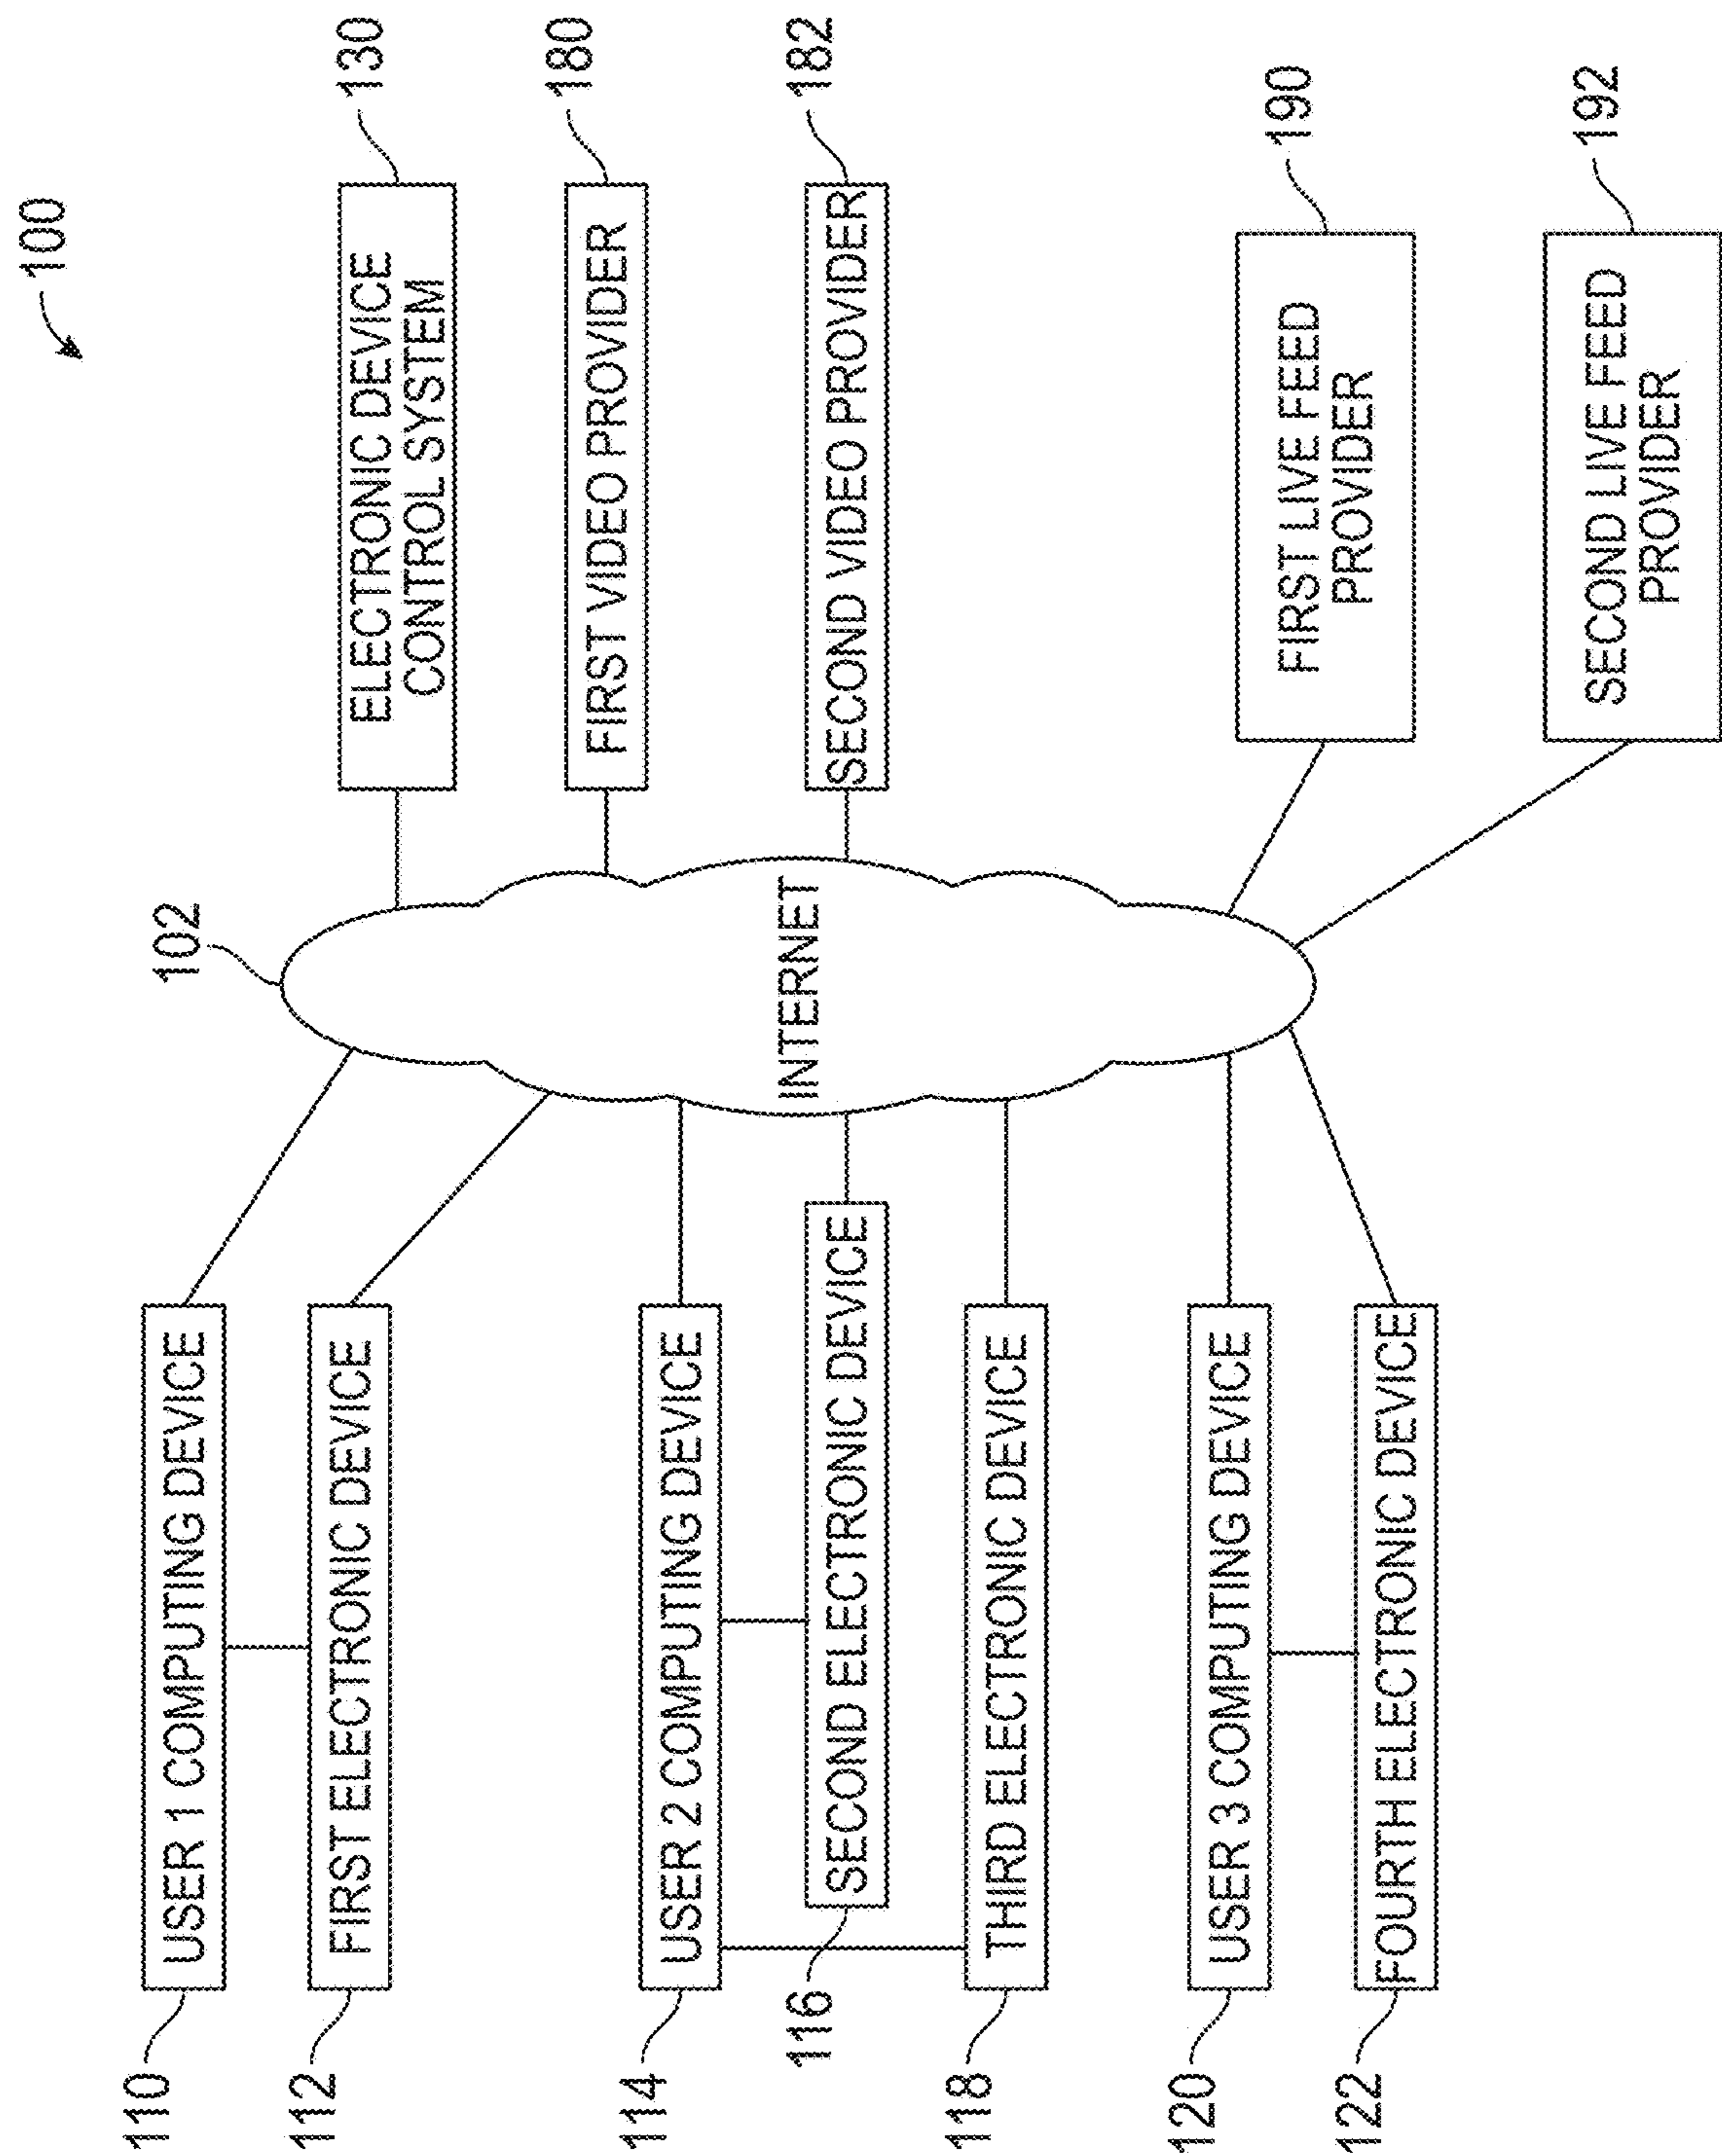 100
102
110
USER 1 COMPUTING DEVICE
112
FIRST ELECTRONIC DEVICE
114
USER 2 COMPUTING DEVICE
116
SECOND ELECTRONIC DEVICE
118
THIRD ELECTRONIC DEVICE
120
USER 3 COMPUTING DEVICE
122
FOURTH ELECTRONIC DEVICE
INTERNET
ELECTRONIC DEVICE
CONTROL SYSTEM
130
FIRST VIDEO PROVIDER
180
SECOND VIDEO PROVIDER
182
FIRST LIVE FEED
PROVIDER
190
SECOND LIVE FEED
PROVIDER
192